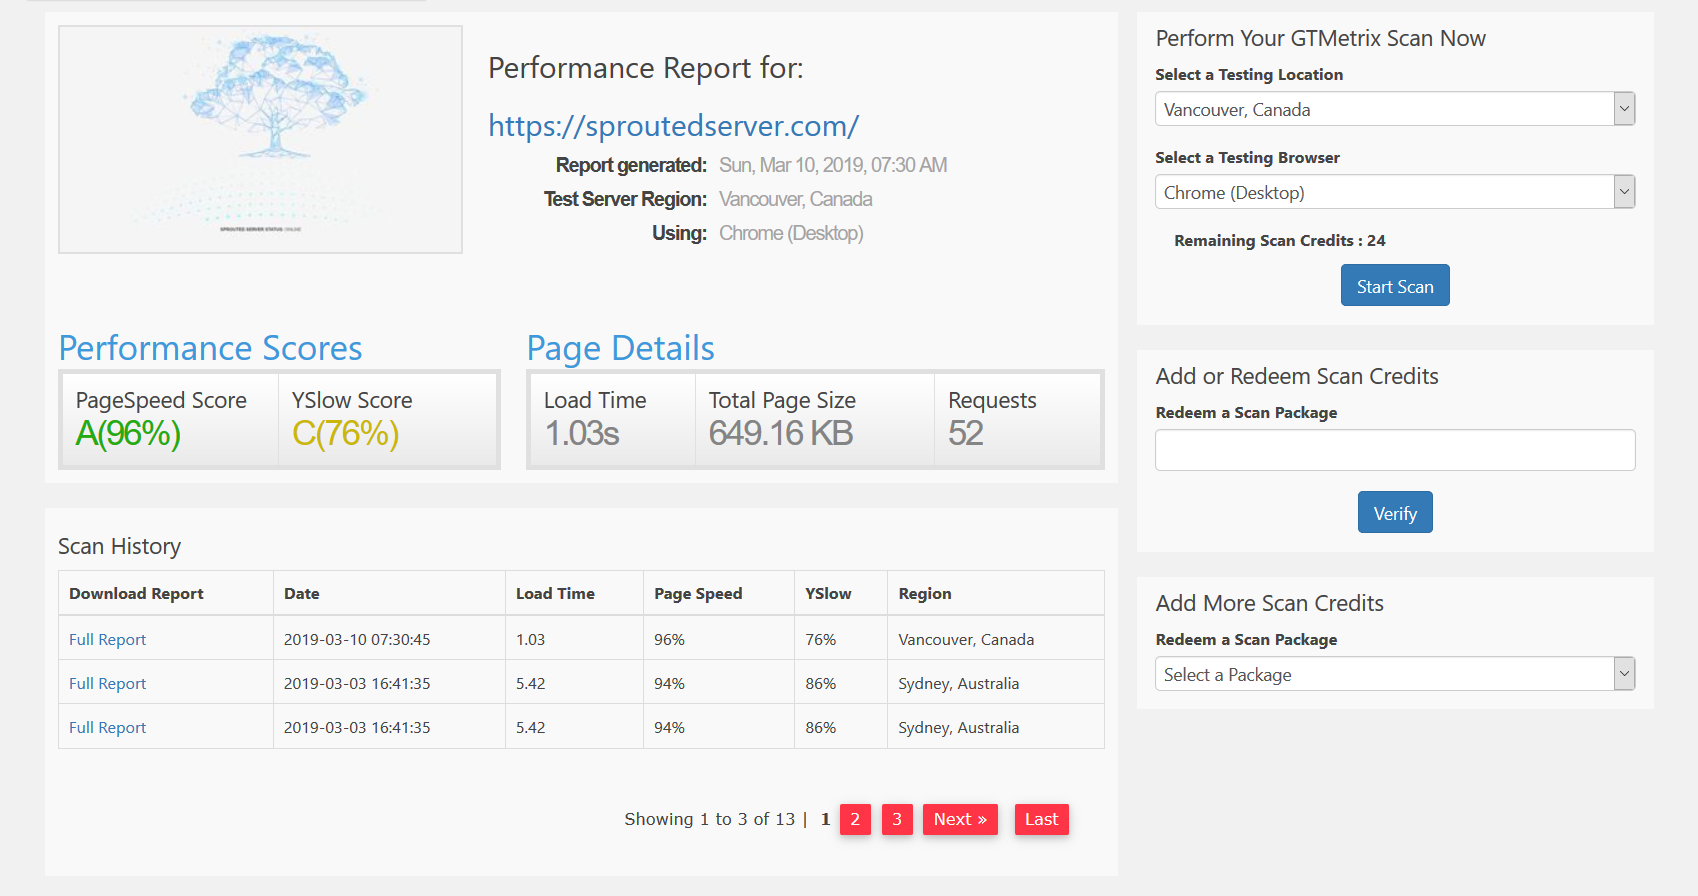 SPROUTED SERVER STATUS: ONLINE
Performance Report for:
https://sproutedserver.com/
Report generated: Sun, Mar 10, 2019, 07:30 AM
Test Server Region: Vancouver, Canada
Using: Chrome (Desktop)
Performance Scores
PageSpeed Score YSlow Score
A(96%) C(76%)
Page Details
Load Time Total Page Size Requests
1.03s 649.16 KB 52
Scan History
Download Report Date Load Time Page Speed YSlow Region
Full Report 2019-03-10 07:30:45 1.03 96% 76% Vancouver, Canada
Full Report 2019-03-03 16:41:35 5.42 94% 86% Sydney, Australia
Full Report 2019-03-03 16:41:35 5.42 94% 86% Sydney, Australia
Showing 1 to 3 of 13 | 1 2 3 Next » Last
Perform Your GTMetrix Scan Now
Select a Testing Location
Vancouver, Canada
Select a Testing Browser
Chrome (Desktop)
Remaining Scan Credits : 24
Start Scan
Add or Redeem Scan Credits
Redeem a Scan Package
Verify
Add More Scan Credits
Redeem a Scan Package
Select a Package